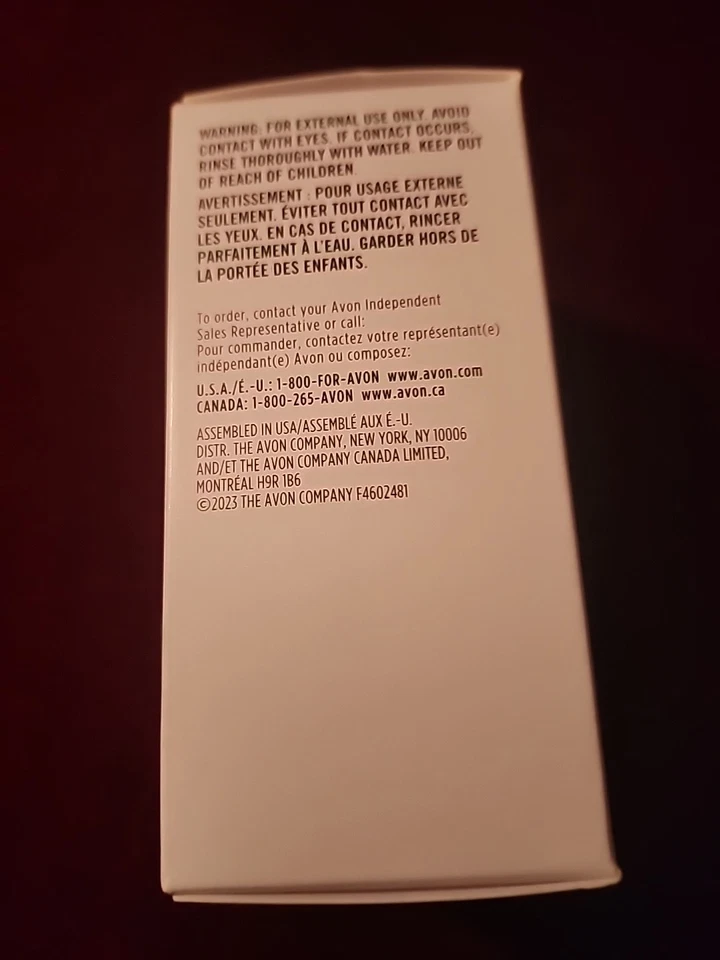 WARNING: FOR EXTERNAL USE ONLY. AVOID
CONTACT WITH EYES. IF CONTACT OCCURS,
RINSE THOROUGHLY WITH WATER. KEEP OUT
OF REACH OF CHILDREN.
AVERTISSEMENT : POUR USAGE EXTERNE
SEULEMENT. ÉVITER TOUT CONTACT AVEC
LES YEUX. EN CAS DE CONTACT, RINCER
PARFAITEMENT À L'EAU. GARDER HORS DE
LA PORTÉE DES ENFANTS.
To order, contact your Avon Independent
Sales Representative or call:
Pour commander, contactez votre représentant(e)
indépendant(e) Avon ou composez:
U.S.A./É.-U.: 1-800-FOR-AVON www.avon.com
CANADA: 1-800-265-AVON www.avon.ca
ASSEMBLED IN USA/ASSEMBLÉ AUX É.-U.
DISTR. THE AVON COMPANY, NEW YORK, NY 10006
AND/ET THE AVON COMPANY CANADA LIMITED,
MONTRÉAL H9R 1B6
©2023 THE AVON COMPANY F4602481